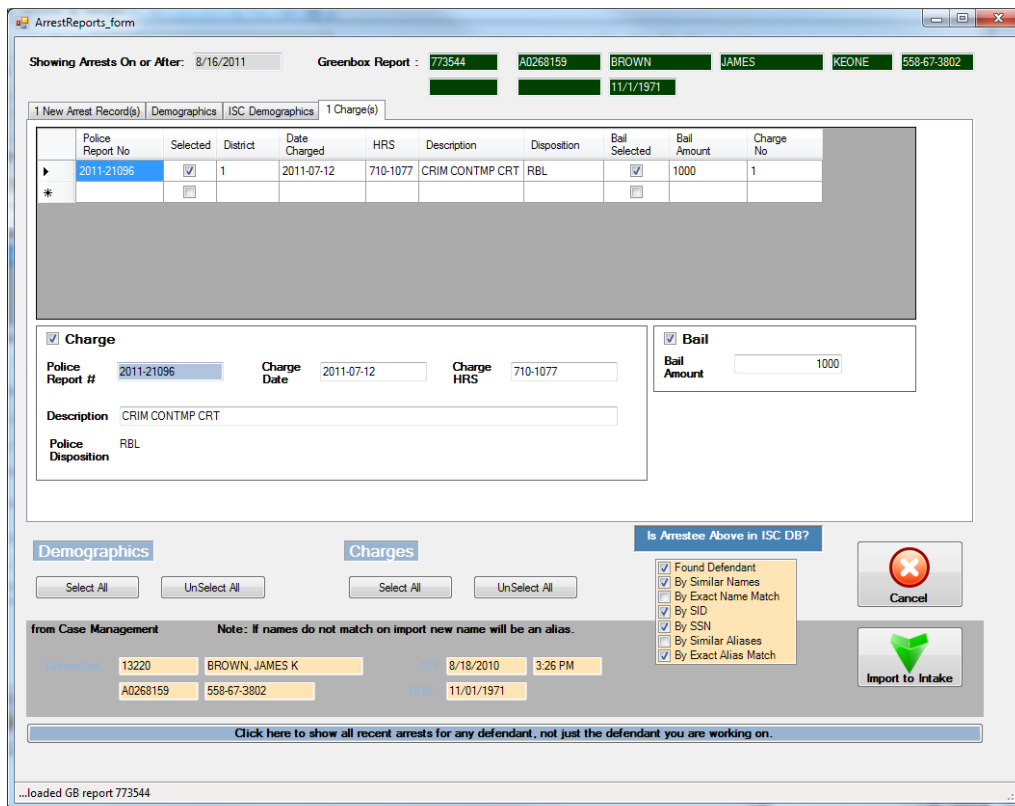 ArrestReports_form
Showing Arrests On or After: 8/16/2011 Greenbox Report : 773544 A0268159 BROWN JAMES KEONE 558-67-3802
11/1/1971
1 New Arrest Record(s) Demographics ISC Demographics 1 Charge(s)
Police Report No Selected District Date Charged HRS Description Disposition Bail Selected Bail Amount Charge No
2011-21096 1 2011-07-12 710-1077 CRIM CONTMP CRT RBL 1000 1
Charge
Police Report # 2011-21096 Charge Date 2011-07-12 Charge HRS 710-1077
Description CRIM CONTMP CRT
Police Disposition RBL
Bail
Bail Amount 1000
Demographics
Select All UnSelect All
Charges
Select All UnSelect All
Is Arrestee Above in ISC DB?
Found Defendant
By Similar Names
By Exact Name Match
By SID
By SSN
By Similar Aliases
By Exact Alias Match
Cancel
from Case Management Note: If names do not match on import new name will be an alias.
Defendant 13220 BROWN, JAMES K 8/18/2010 3:26 PM
A0268159 558-67-3802 DOB 11/01/1971
Import to Intake
Click here to show all recent arrests for any defendant, not just the defendant you are working on.
...loaded GB report 773544